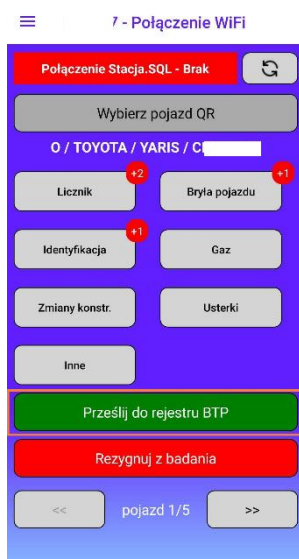 7 - Połączenie WiFi
Połączenie Stacja.SQL - Brak
Wybierz pojazd QR
O / TOYOTA / YARIS / C
+2
+1
Licznik
Bryła pojazdu
+1
Identyfikacja
Gaz
Zmiany konstr.
Usterki
Inne
Prześlij do rejestru BTP
Rezygnuj z badania
<<
pojazd 1/5
>>